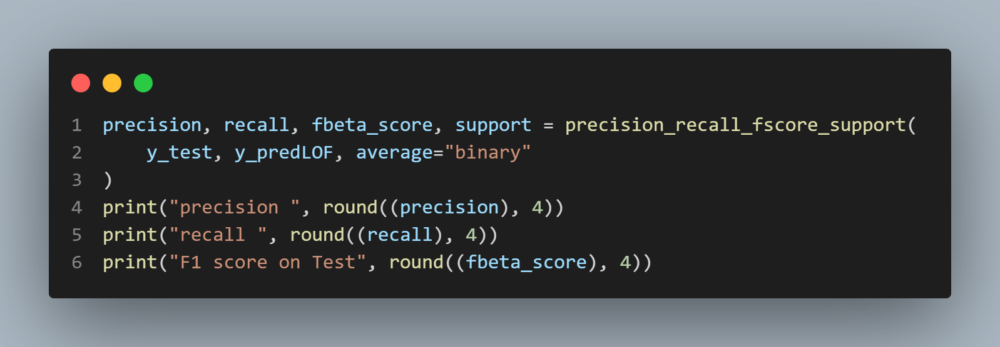 1 precision, recall, fbeta_score, support = precision_recall_fscore_support(
2     y_test, y_predLOF, average="binary"
3 )
4 print("precision ", round((precision), 4))
5 print("recall ", round((recall), 4))
6 print("F1 score on Test", round((fbeta_score), 4))